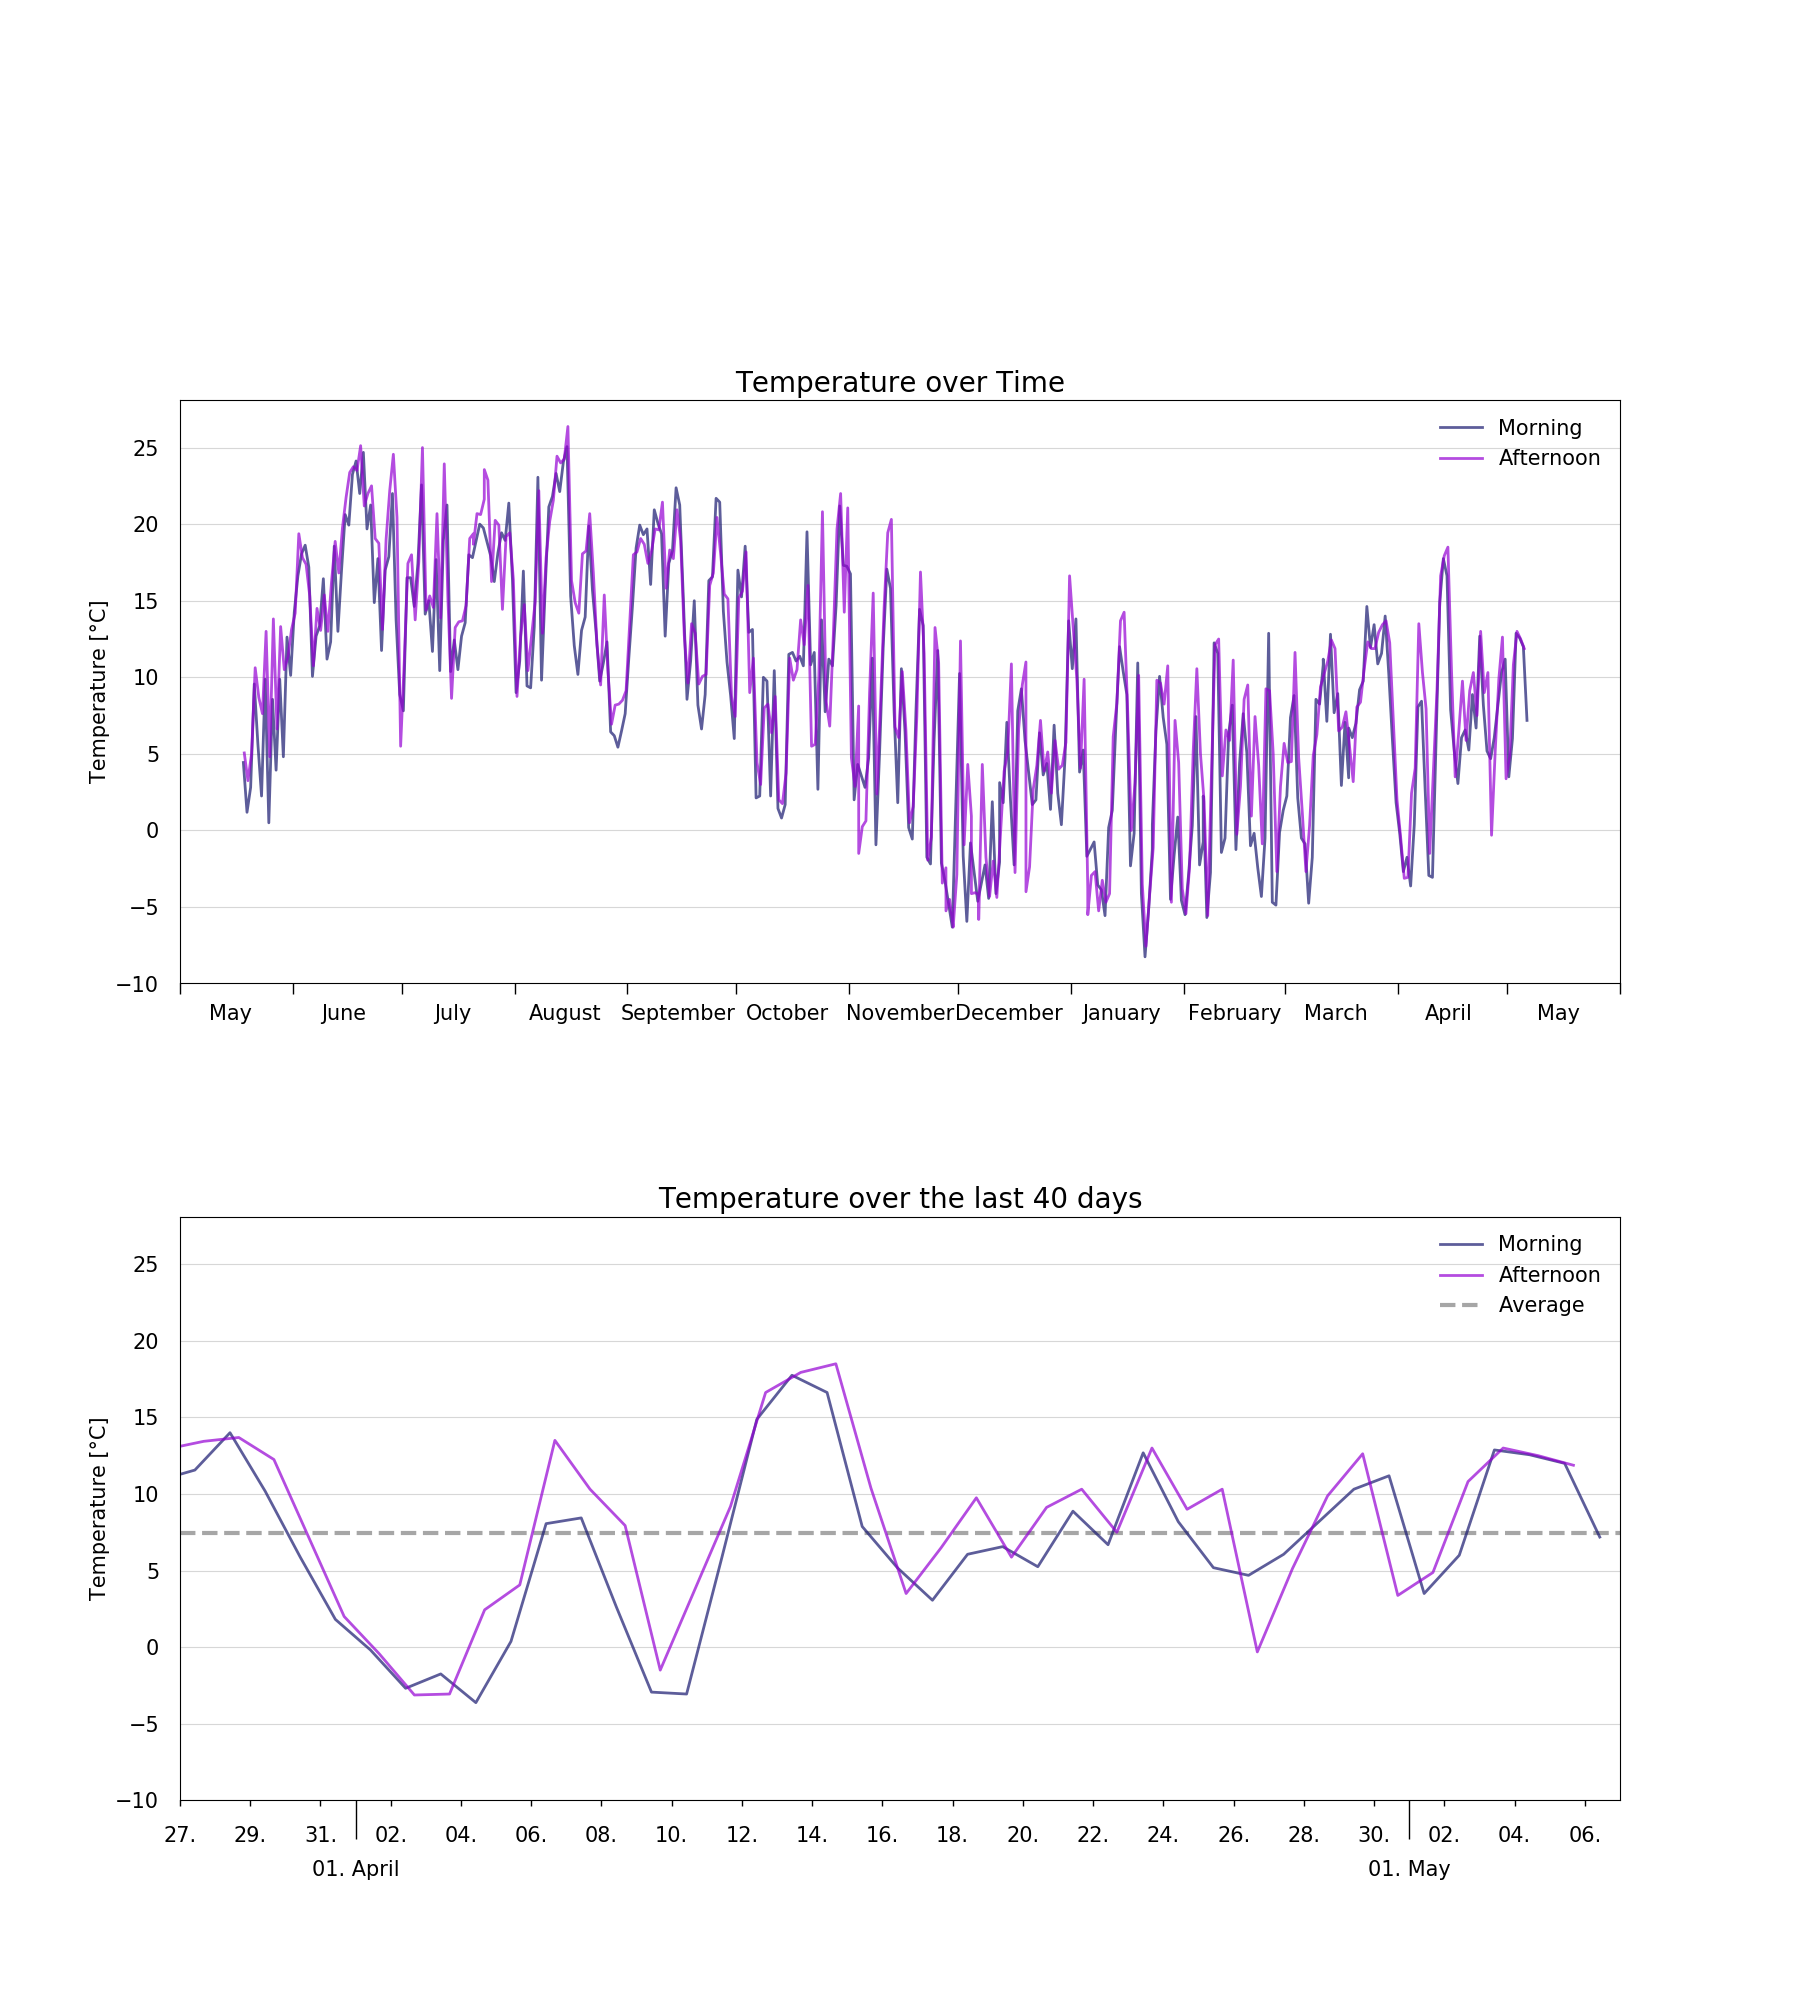 Temperature over Time
Temperature [°C]
25
20
15
10
5
0
−5
−10
Morning
Afternoon
May June July August September October November December January February March April May
Temperature over the last 40 days
Temperature [°C]
25
20
15
10
5
0
−5
−10
Morning
Afternoon
Average
27. 29. 31. 02. 04. 06. 08. 10. 12. 14. 16. 18. 20. 22. 24. 26. 28. 30. 02. 04. 06.
01. April 01. May